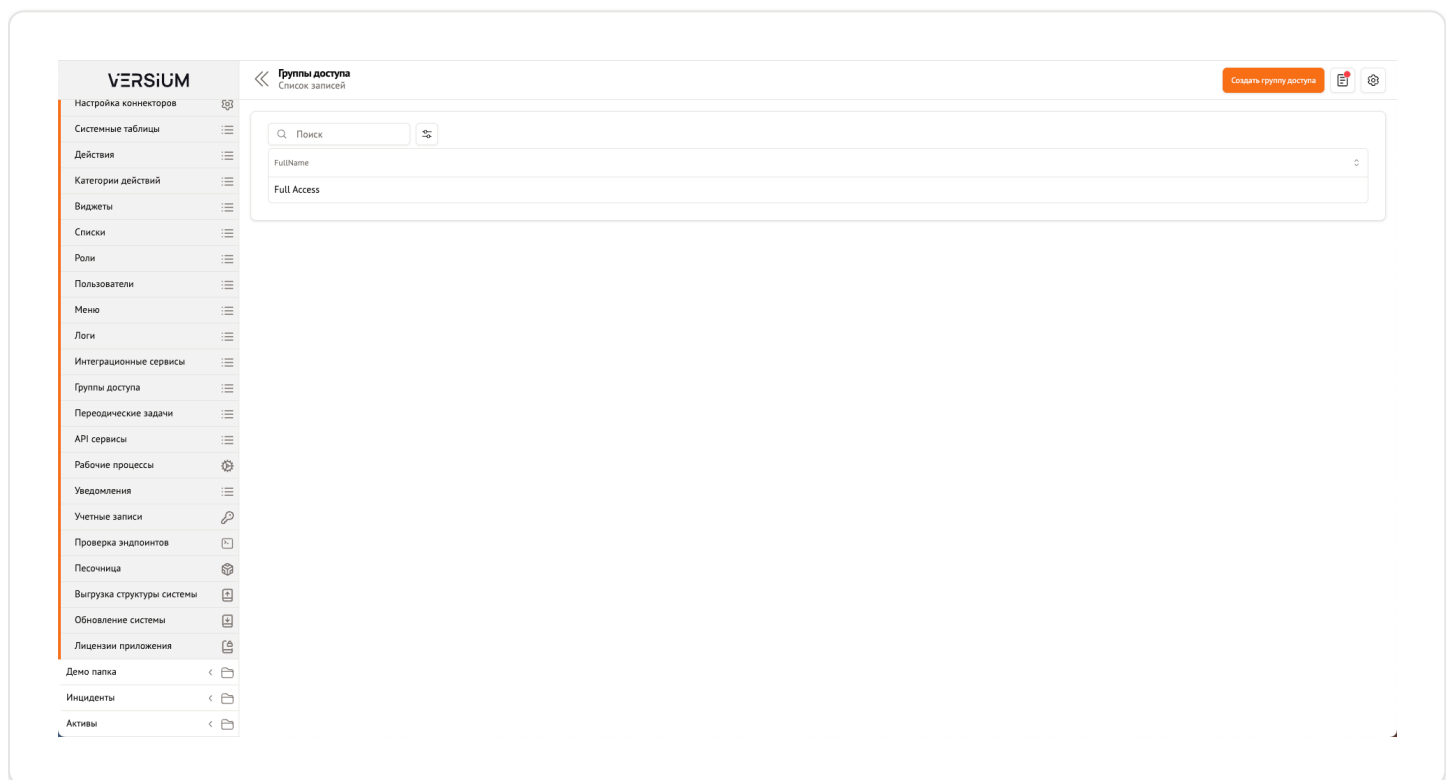 VERSIUM
Группы доступа
Список записей
Создать группу доступа
Настройка коннекторов
Системные таблицы
Действия
Категории действий
Виджеты
Списки
Роли
Пользователи
Меню
Логи
Интеграционные сервисы
Группы доступа
Переодические задачи
API сервисы
Рабочие процессы
Уведомления
Учетные записи
Проверка эндпоинтов
Песочница
Выгрузка структуры системы
Обновление системы
Лицензии приложения
Демо папка
Инциденты
Активы
Поиск
FullName
Full Access